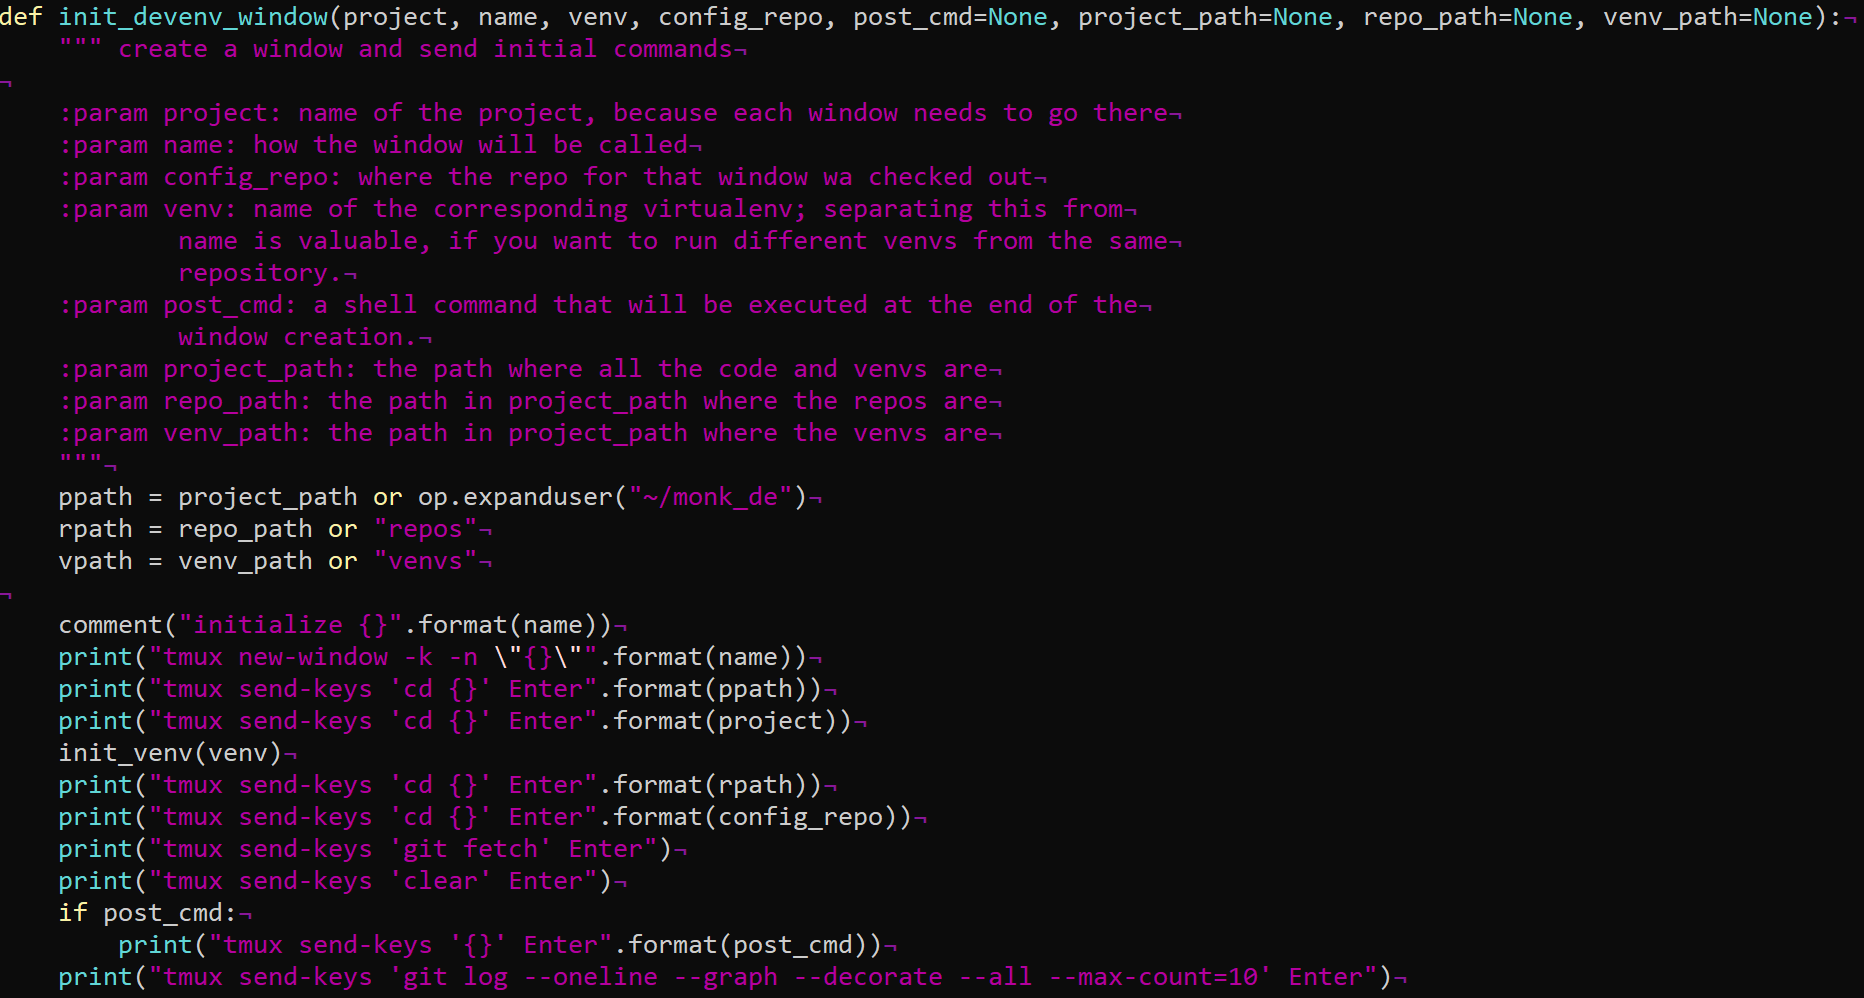 def init_devenv_window(project, name, venv, config_repo, post_cmd=None, project_path=None, repo_path=None, venv_path=None):¬
    """ create a window and send initial commands¬
¬
    :param project: name of the project, because each window needs to go there¬
    :param name: how the window will be called¬
    :param config_repo: where the repo for that window wa checked out¬
    :param venv: name of the corresponding virtualenv; separating this from¬
            name is valuable, if you want to run different venvs from the same¬
            repository.¬
    :param post_cmd: a shell command that will be executed at the end of the¬
            window creation.¬
    :param project_path: the path where all the code and venvs are¬
    :param repo_path: the path in project_path where the repos are¬
    :param venv_path: the path in project_path where the venvs are¬
    """¬
    ppath = project_path or op.expanduser("~/monk_de")¬
    rpath = repo_path or "repos"¬
    vpath = venv_path or "venvs"¬
¬
    comment("initialize {}".format(name))¬
    print("tmux new-window -k -n \"{}\"".format(name))¬
    print("tmux send-keys 'cd {}' Enter".format(ppath))¬
    print("tmux send-keys 'cd {}' Enter".format(project))¬
    init_venv(venv)¬
    print("tmux send-keys 'cd {}' Enter".format(rpath))¬
    print("tmux send-keys 'cd {}' Enter".format(config_repo))¬
    print("tmux send-keys 'git fetch' Enter")¬
    print("tmux send-keys 'clear' Enter")¬
    if post_cmd:¬
        print("tmux send-keys '{}' Enter".format(post_cmd))¬
    print("tmux send-keys 'git log --oneline --graph --decorate --all --max-count=10' Enter")¬